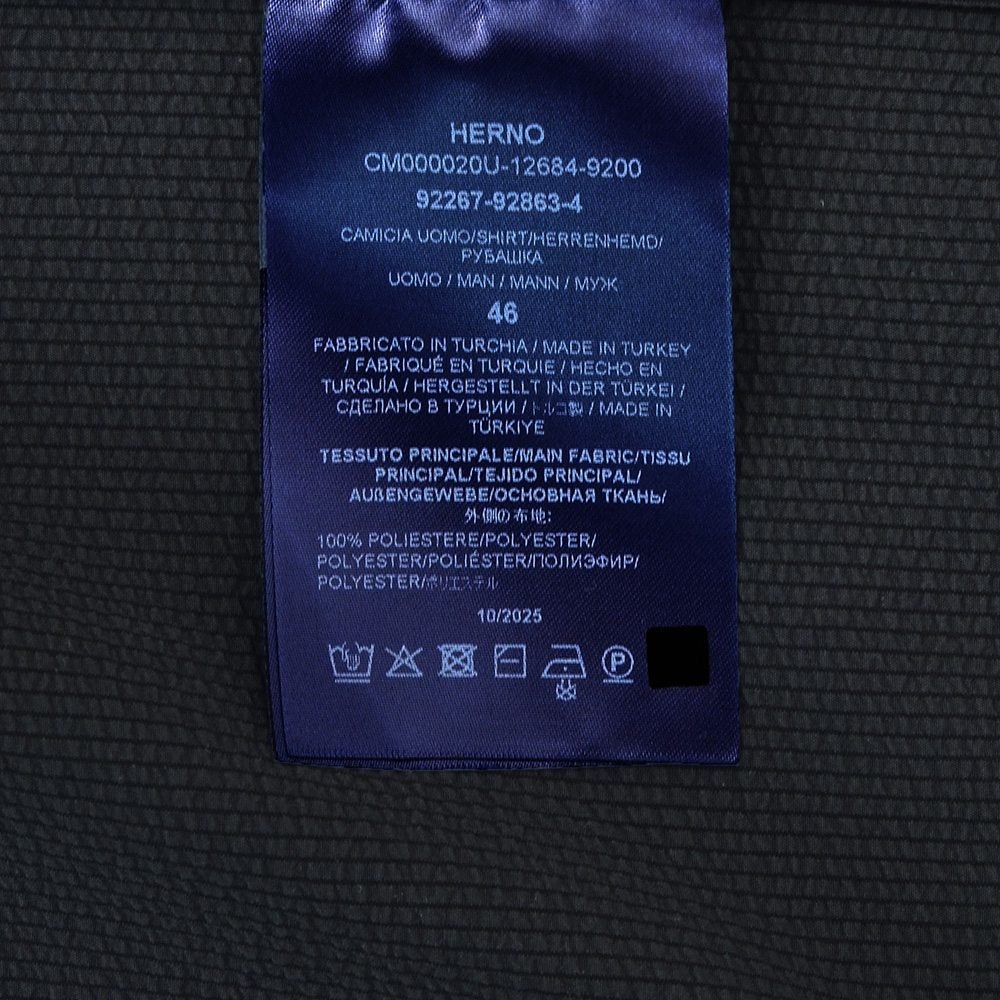 HERNO
CM000020U-12684-9200
92267-92863-4
CAMICIA UOMO/SHIRT/HERRENHEMD/
РУБАШКА
UOMO / MAN / MANN / МУЖ
46
FABBRICATO IN TURCHIA / MADE IN TURKEY
/ FABRIQUÉ EN TURQUIE / HECHO EN
TURQUÍA / HERGESTELLT IN DER TÜRKEI /
СДЕЛАНО В ТУРЦИИ / トルコ製 / MADE IN
TÜRKIYE
TESSUTO PRINCIPALE/MAIN FABRIC/TISSU
PRINCIPAL/TEJIDO PRINCIPAL/
AUßENGEWEBE/ОСНОВНАЯ ТКАНЬ/
外側の布地:
100% POLIESTERE/POLYESTER/
POLYESTER/POLIÉSTER/ПОЛИЭФИР/
POLYESTER/ポリエステル
10/2025
P